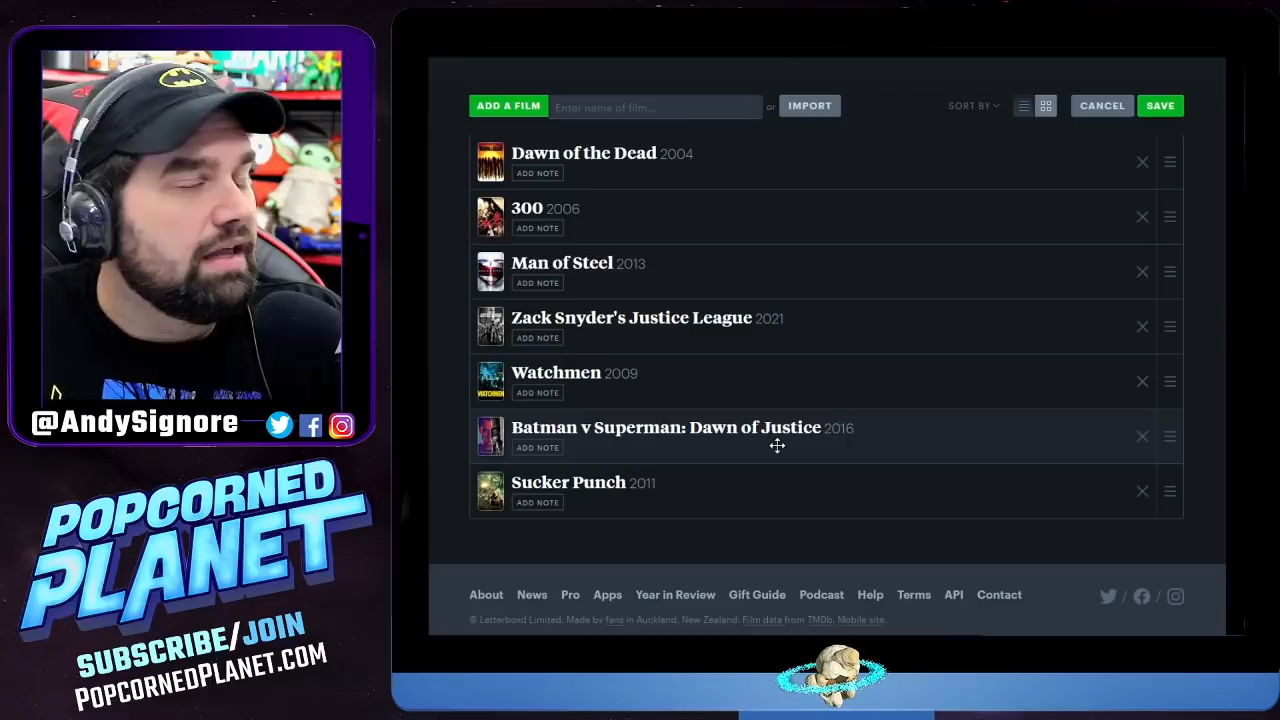 @AndySignore
POPCORNED
PLANET
SUBSCRIBE/JOIN
POPCORNEDPLANET.COM
ADD A FILM
Enter name of film...
or
IMPORT
SORT BY
CANCEL
SAVE
Dawn of the Dead 2004
ADD NOTE
300 2006
ADD NOTE
Man of Steel 2013
ADD NOTE
Zack Snyder's Justice League 2021
ADD NOTE
Watchmen 2009
ADD NOTE
Batman v Superman: Dawn of Justice 2016
ADD NOTE
Sucker Punch 2011
ADD NOTE
About News Pro Apps Year in Review Gift Guide Podcast Help Terms API Contact
© Letterboxd Limited. Made by fans in Auckland, New Zealand. Film data from TMDb. Mobile site.